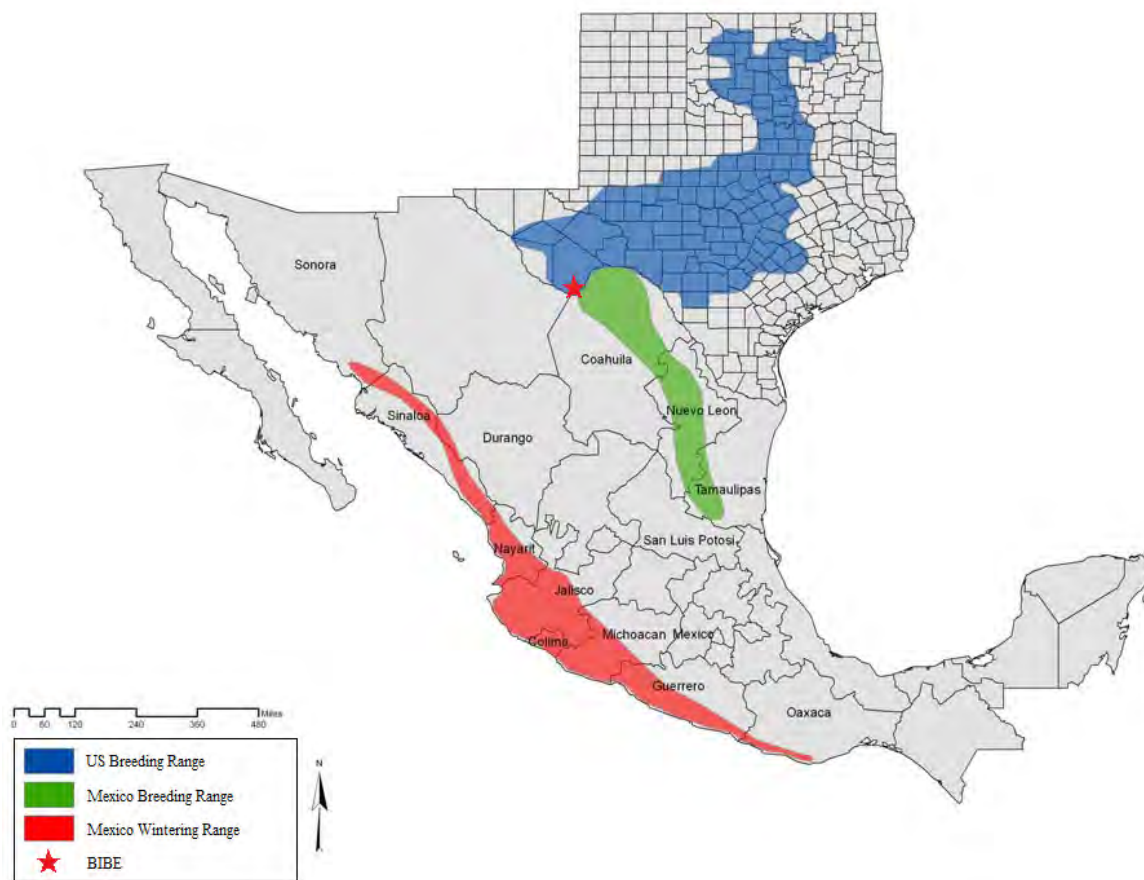 Sonora
Coahuila
Nuevo Leon
Sinaloa
Durango
Tamaulipas
San Luis Potosi
Nayarit
Jalisco
Michoacan Mexico
Colima
Guerrero
Oaxaca
Miles
0 60 120 240 360 480
US Breeding Range
N
Mexico Breeding Range
Mexico Wintering Range
BIBE